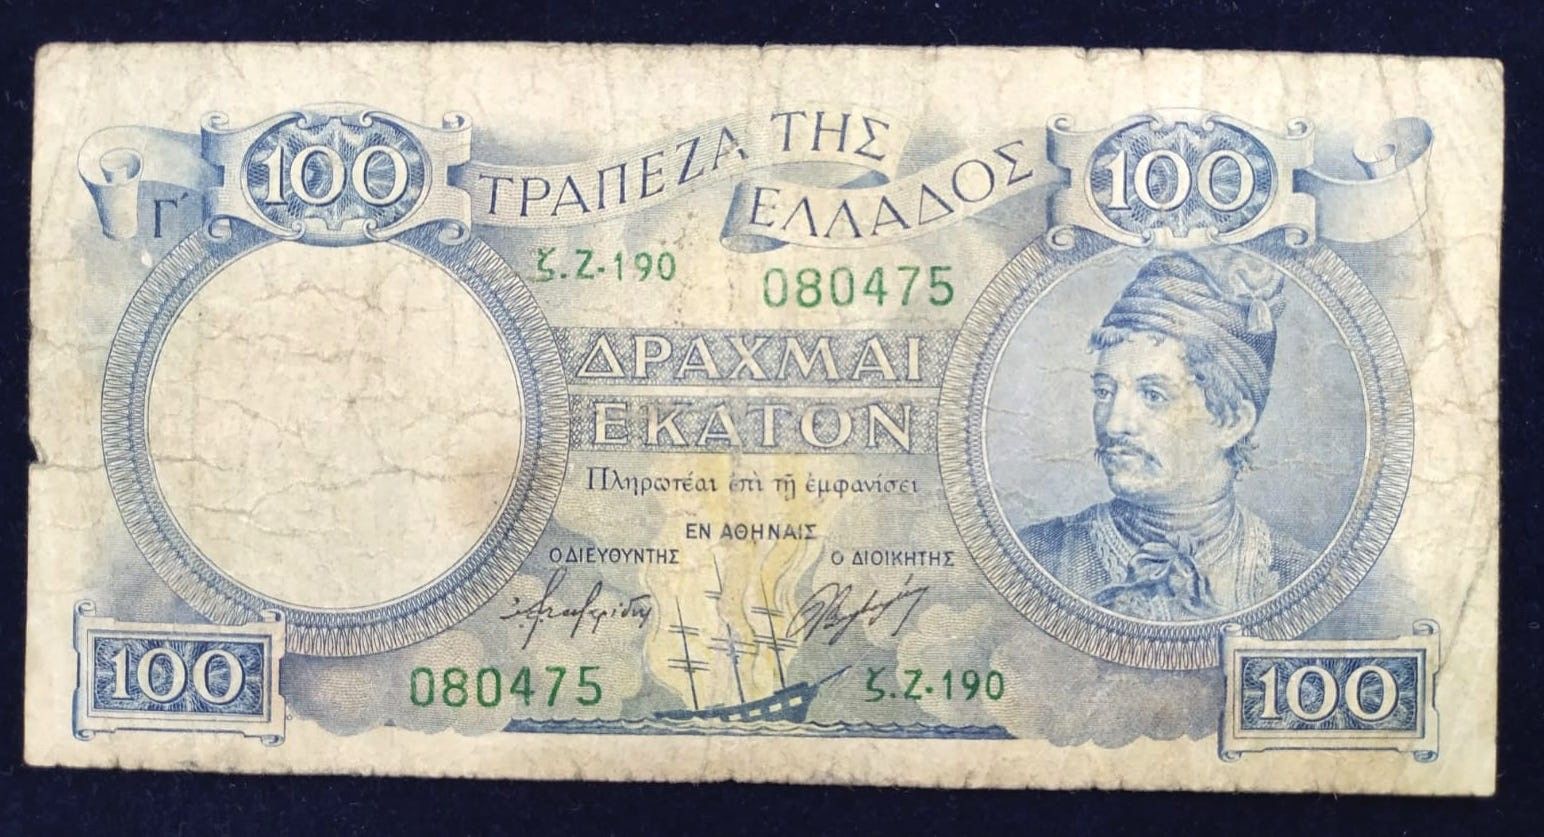 100
ΤΡΑΠΕΖΑ ΤΗΣ
ΕΛΛΑΔΟΣ
100
Γ΄
ζ.Ζ-190
080475
ΔΡΑΧΜΑΙ
ΕΚΑΤΟΝ
Πληρωτέαι ἐπὶ τῇ ἐμφανίσει
ΕΝ ΑΘΗΝΑΙΣ
Ο ΔΙΕΥΘΥΝΤΗΣ
Ο ΔΙΟΙΚΗΤΗΣ
100
080475
ζ.Ζ-190
100